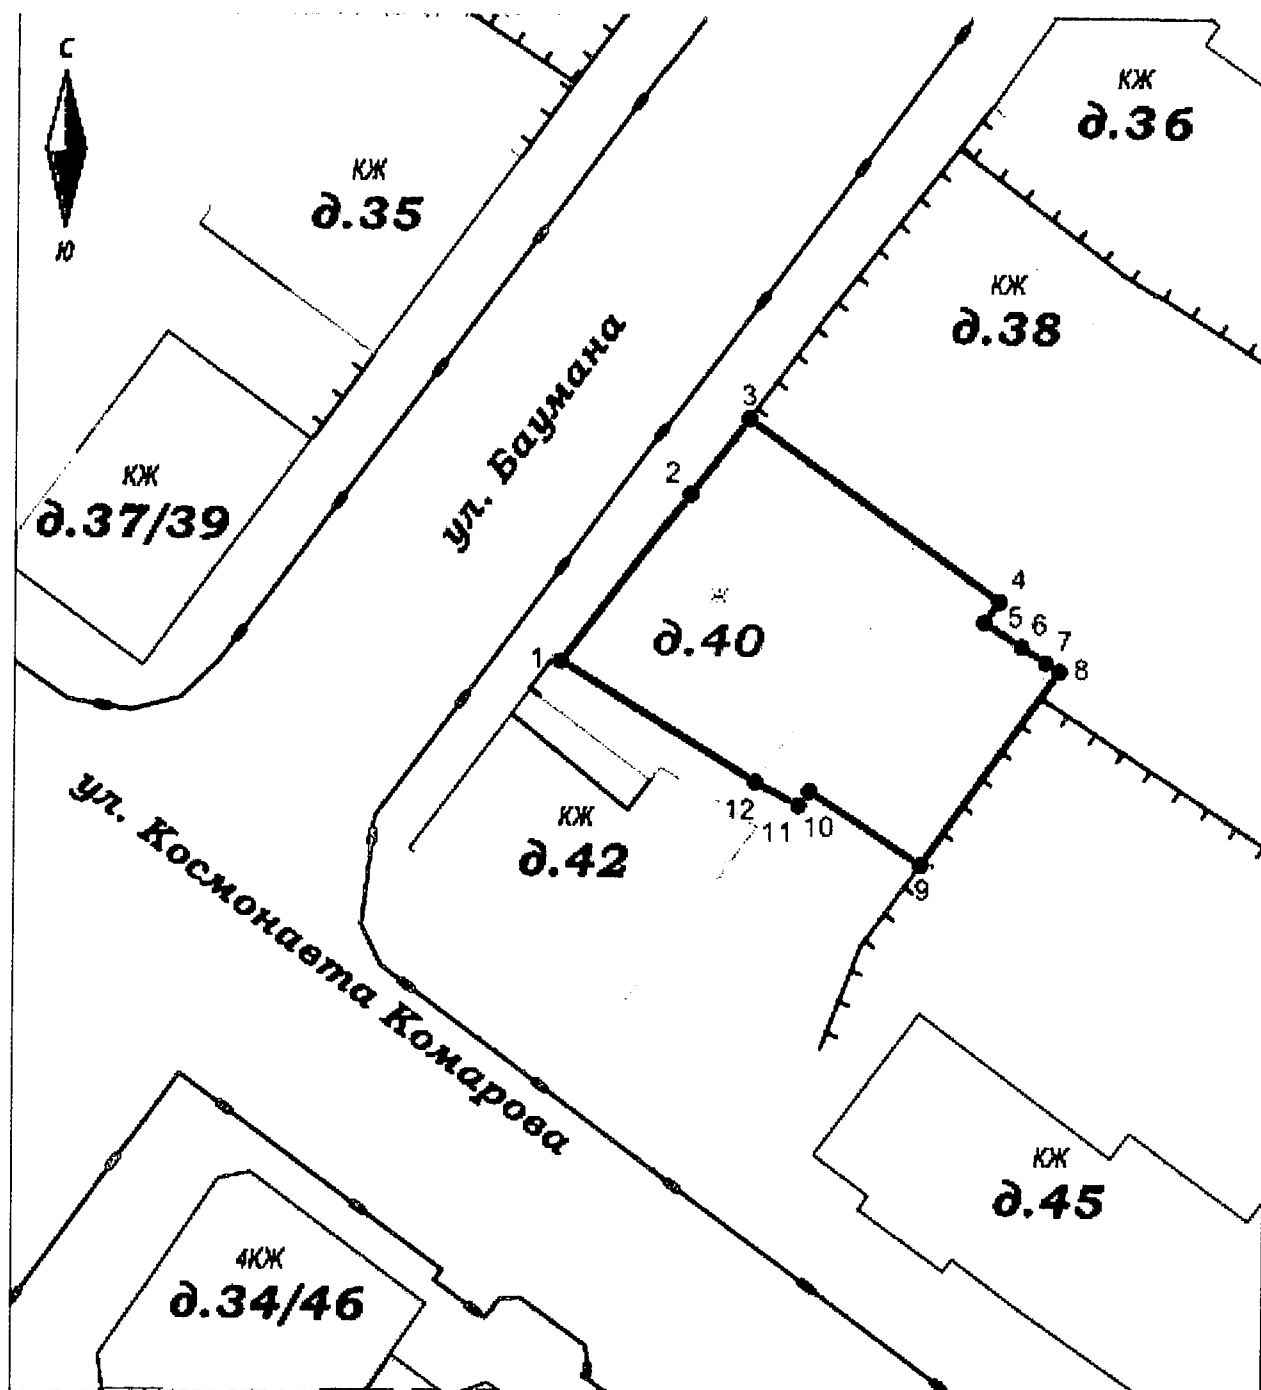 С
Ю
КЖ
д.36
КЖ
д.35
КЖ
д.38
ул. Баумана
3
2
КЖ
д.37/39
4
5
6
7
8
Ж
д.40
1
12
11
10
9
КЖ
д.42
ул. Космонавта Комарова
КЖ
д.45
4КЖ
д.34/46